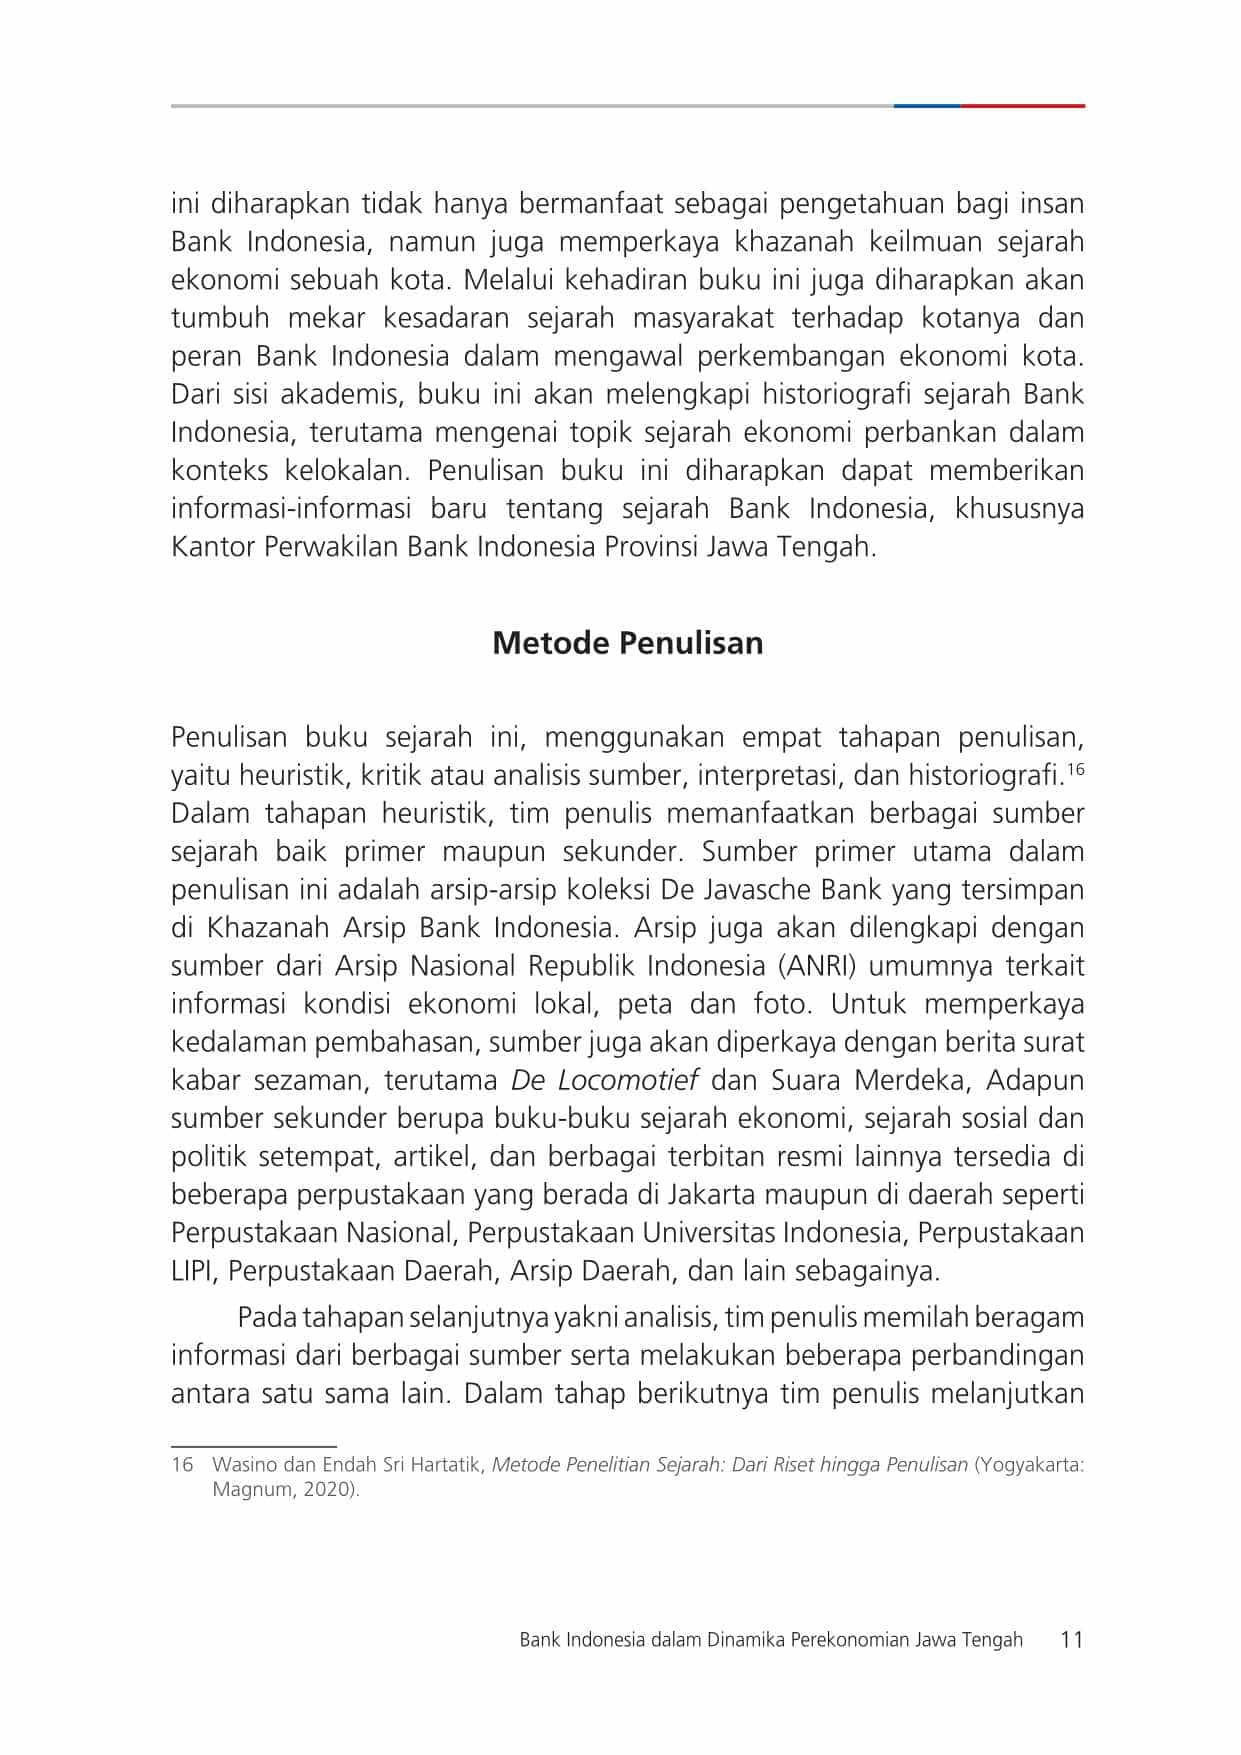 ini diharapkan tidak hanya bermanfaat sebagai pengetahuan bagi insan
Bank Indonesia, namun juga memperkaya khazanah keilmuan sejarah
ekonomi sebuah kota. Melalui kehadiran buku ini juga diharapkan akan
tumbuh mekar kesadaran sejarah masyarakat terhadap kotanya dan
peran Bank Indonesia dalam mengawal perkembangan ekonomi kota.
Dari sisi akademis, buku ini akan melengkapi historiografi sejarah Bank
Indonesia, terutama mengenai topik sejarah ekonomi perbankan dalam
konteks kelokalan. Penulisan buku ini diharapkan dapat memberikan
informasi-informasi baru tentang sejarah Bank Indonesia, khususnya
Kantor Perwakilan Bank Indonesia Provinsi Jawa Tengah.
Metode Penulisan
Penulisan buku sejarah ini, menggunakan empat tahapan penulisan,
yaitu heuristik, kritik atau analisis sumber, interpretasi, dan historiografi.16
Dalam tahapan heuristik, tim penulis memanfaatkan berbagai sumber
sejarah baik primer maupun sekunder. Sumber primer utama dalam
penulisan ini adalah arsip-arsip koleksi De Javasche Bank yang tersimpan
di Khazanah Arsip Bank Indonesia. Arsip juga akan dilengkapi dengan
sumber dari Arsip Nasional Republik Indonesia (ANRI) umumnya terkait
informasi kondisi ekonomi lokal, peta dan foto. Untuk memperkaya
kedalaman pembahasan, sumber juga akan diperkaya dengan berita surat
kabar sezaman, terutama De Locomotief dan Suara Merdeka, Adapun
sumber sekunder berupa buku-buku sejarah ekonomi, sejarah sosial dan
politik setempat, artikel, dan berbagai terbitan resmi lainnya tersedia di
beberapa perpustakaan yang berada di Jakarta maupun di daerah seperti
Perpustakaan Nasional, Perpustakaan Universitas Indonesia, Perpustakaan
LIPI, Perpustakaan Daerah, Arsip Daerah, dan lain sebagainya.
Pada tahapan selanjutnya yakni analisis, tim penulis memilah beragam
informasi dari berbagai sumber serta melakukan beberapa perbandingan
antara satu sama lain. Dalam tahap berikutnya tim penulis melanjutkan
16 Wasino dan Endah Sri Hartatik, Metode Penelitian Sejarah: Dari Riset hingga Penulisan (Yogyakarta:
Magnum, 2020).
Bank Indonesia dalam Dinamika Perekonomian Jawa Tengah 11